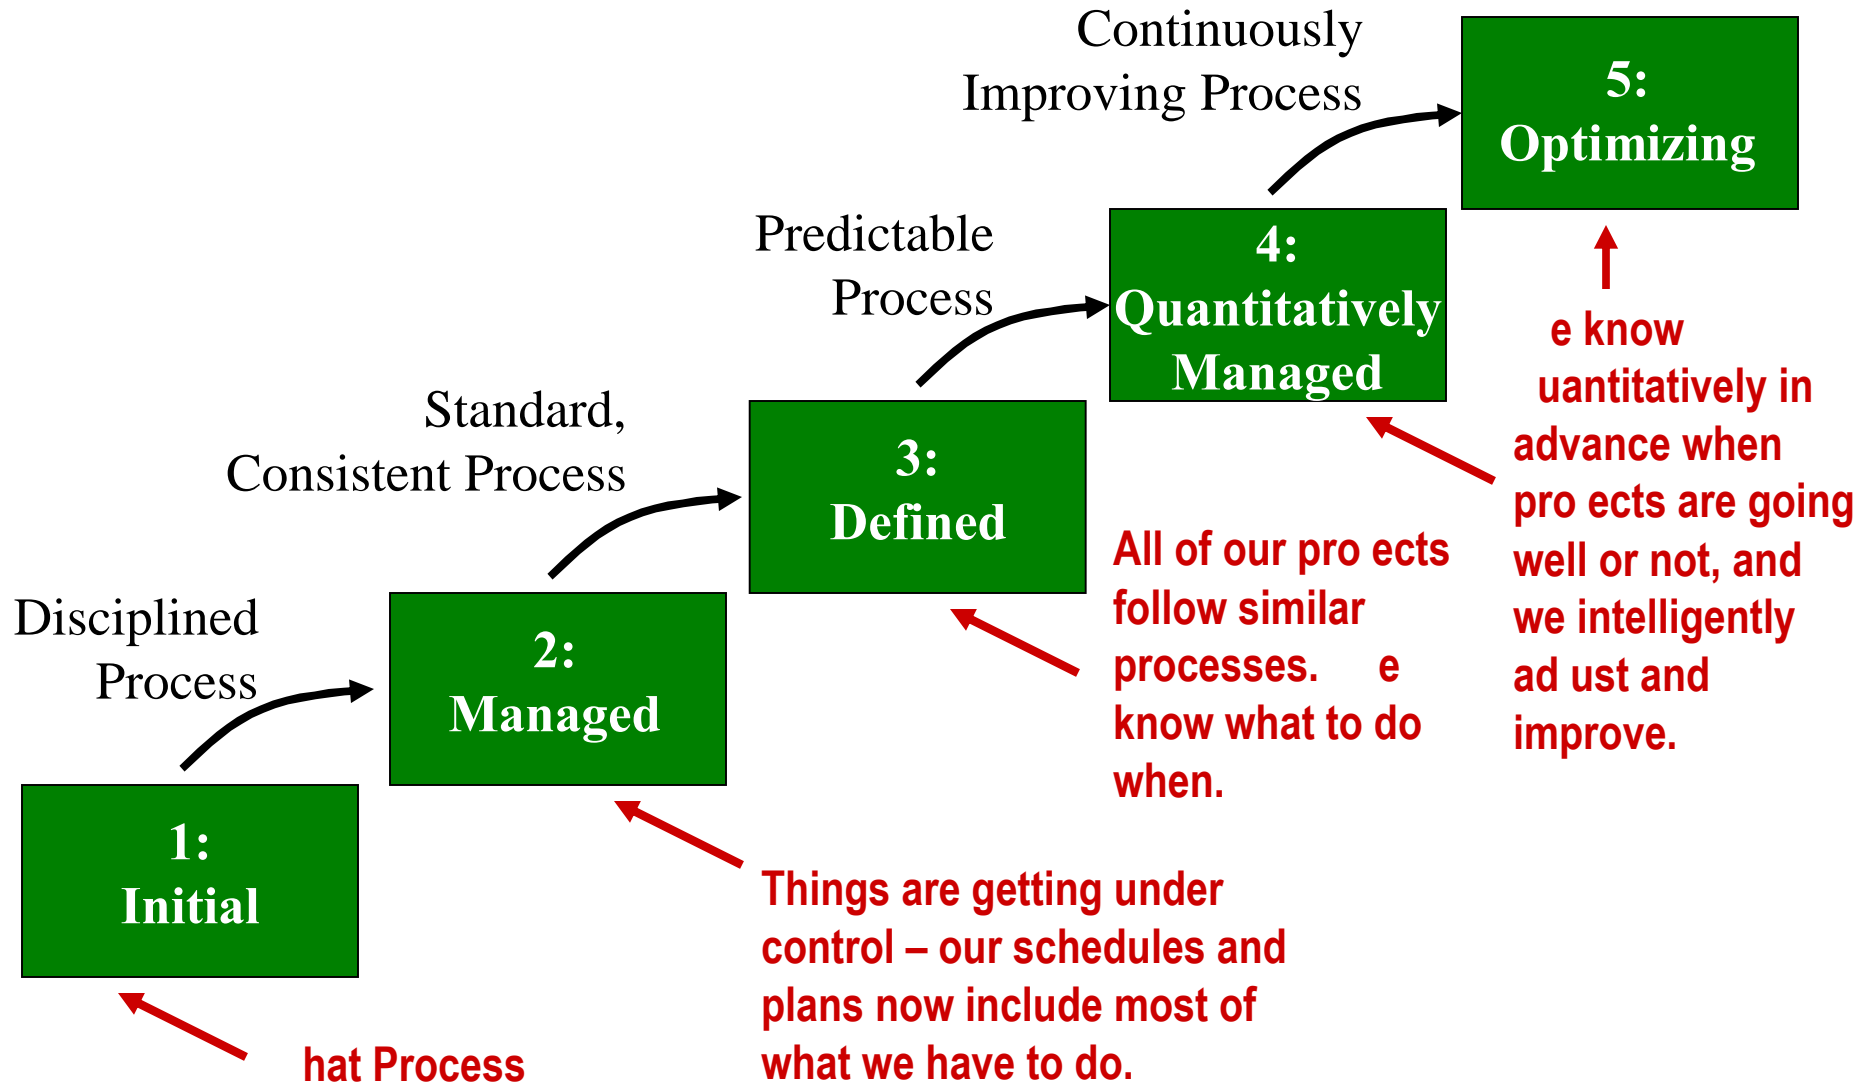 Continuously
Improving Process
5:
Optimizing
Predictable
Process
4:
Quantitatively
Managed
e know
uantitatively in
advance when
pro ects are going
well or not, and
we intelligently
ad ust and
improve.
Standard,
Consistent Process
3:
Defined
All of our pro ects
follow similar
processes. e
know what to do
when.
Disciplined
Process
2:
Managed
Things are getting under
control – our schedules and
plans now include most of
what we have to do.
1:
Initial
hat Process